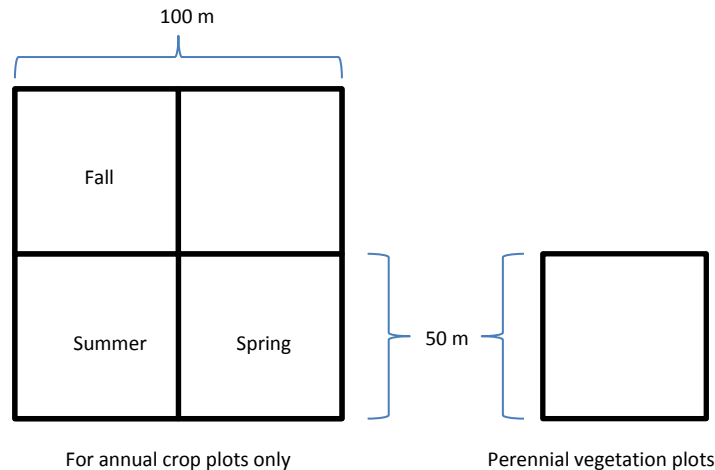 100 m
Fall
Summer
Spring
50 m
For annual crop plots only
Perennial vegetation plots